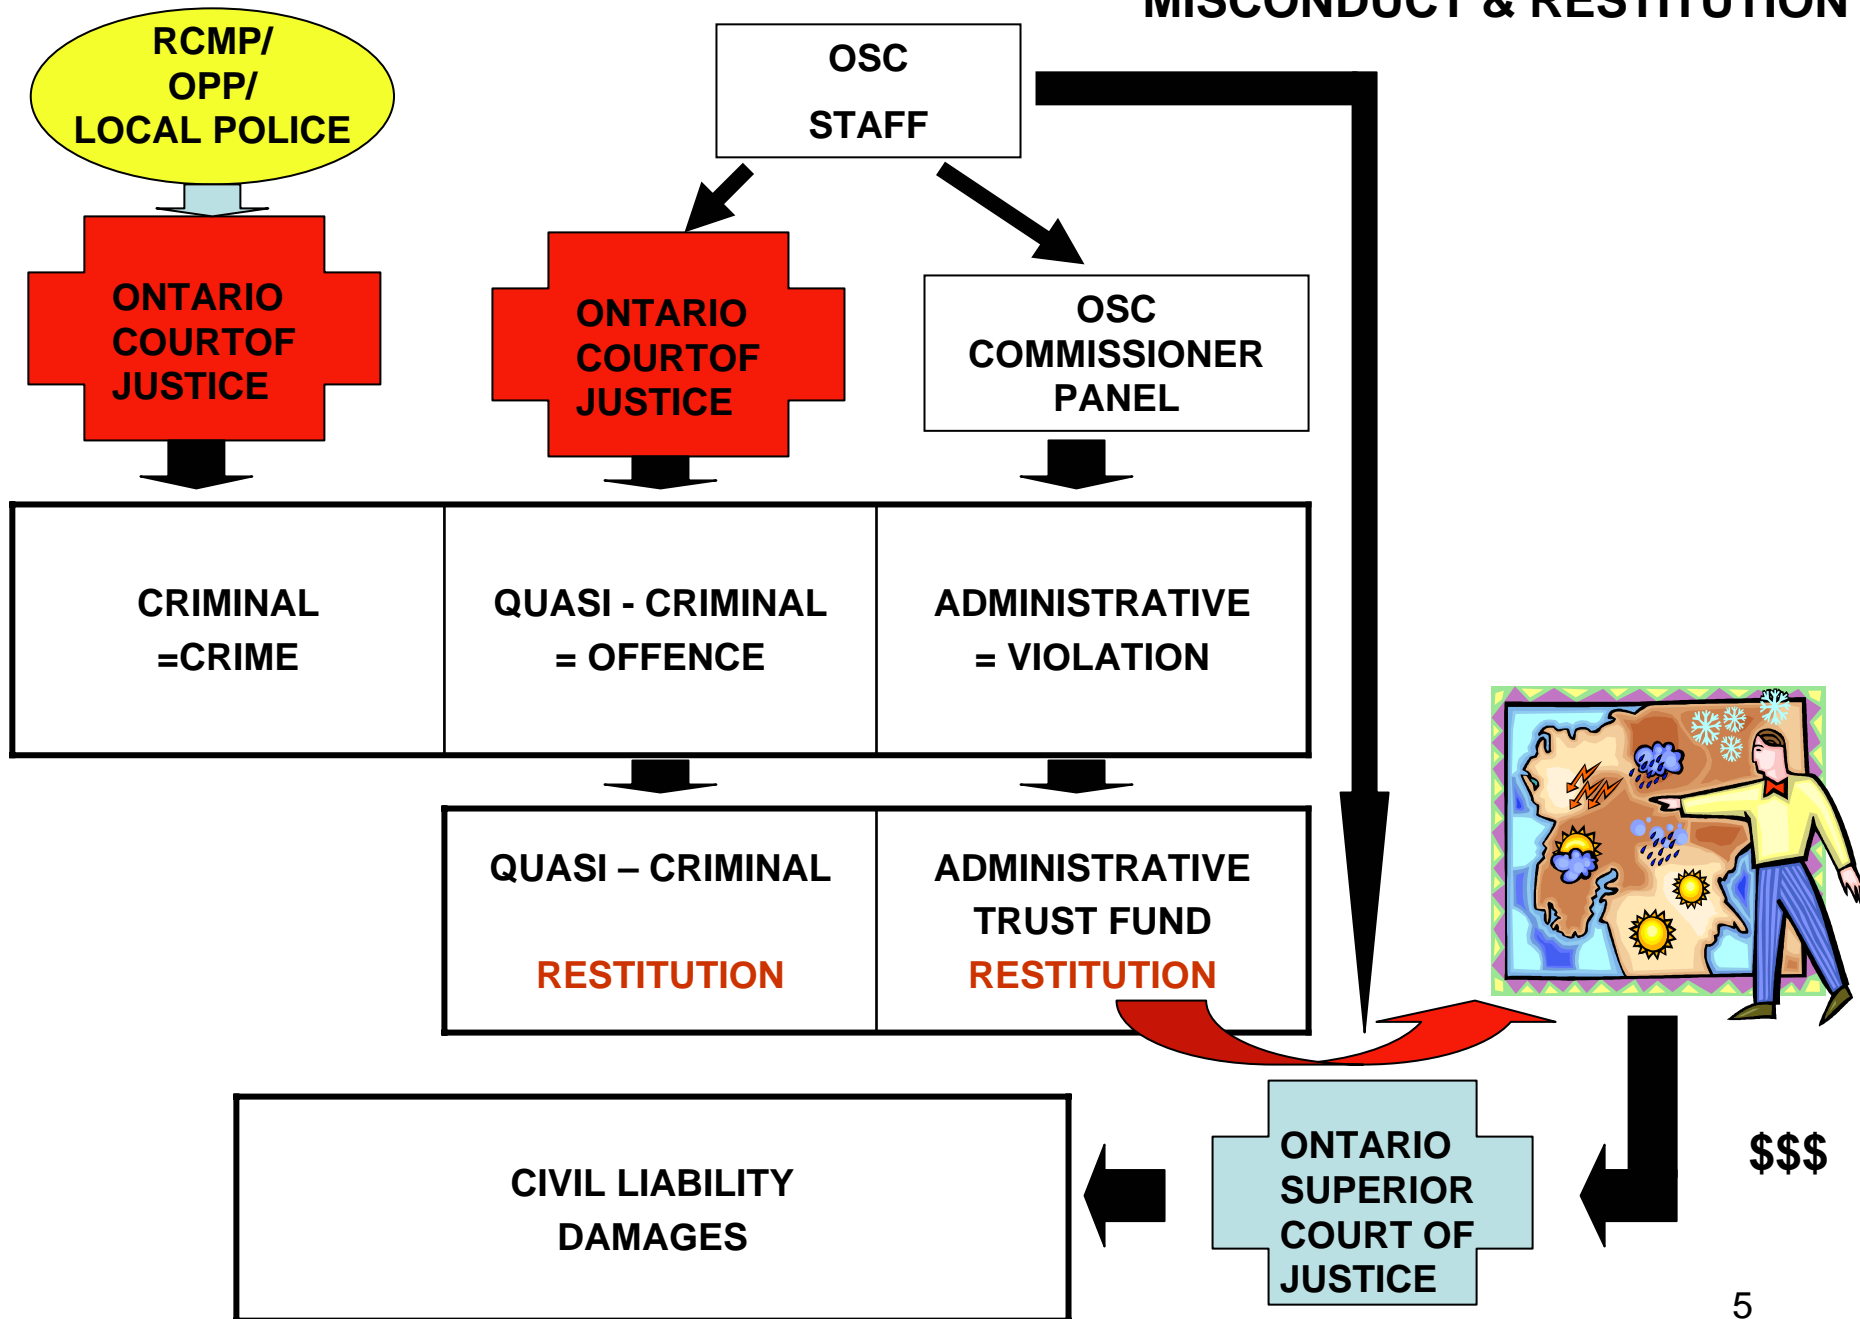 MISCONDUCT & RESTITUTION
RCMP/
OPP/
LOCAL POLICE
OSC
STAFF
ONTARIO
COURTOF
JUSTICE
ONTARIO
COURTOF
JUSTICE
OSC
COMMISSIONER
PANEL
CRIMINAL
=CRIME
QUASI - CRIMINAL
= OFFENCE
ADMINISTRATIVE
= VIOLATION
QUASI – CRIMINAL
RESTITUTION
ADMINISTRATIVE
TRUST FUND
RESTITUTION
CIVIL LIABILITY
DAMAGES
ONTARIO
SUPERIOR
COURT OF
JUSTICE
$$$
5